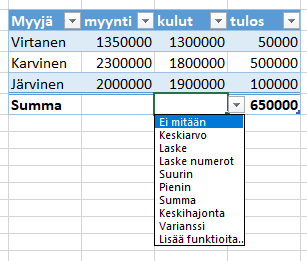 Myyjä myynti kulut tulos
Virtanen 1350000 1300000 50000
Karvinen 2300000 1800000 500000
Järvinen 2000000 1900000 100000
Summa 650000
Ei mitään
Keskiarvo
Laske
Laske numerot
Suurin
Pienin
Summa
Keskihajonta
Varianssi
Lisää funktioita..